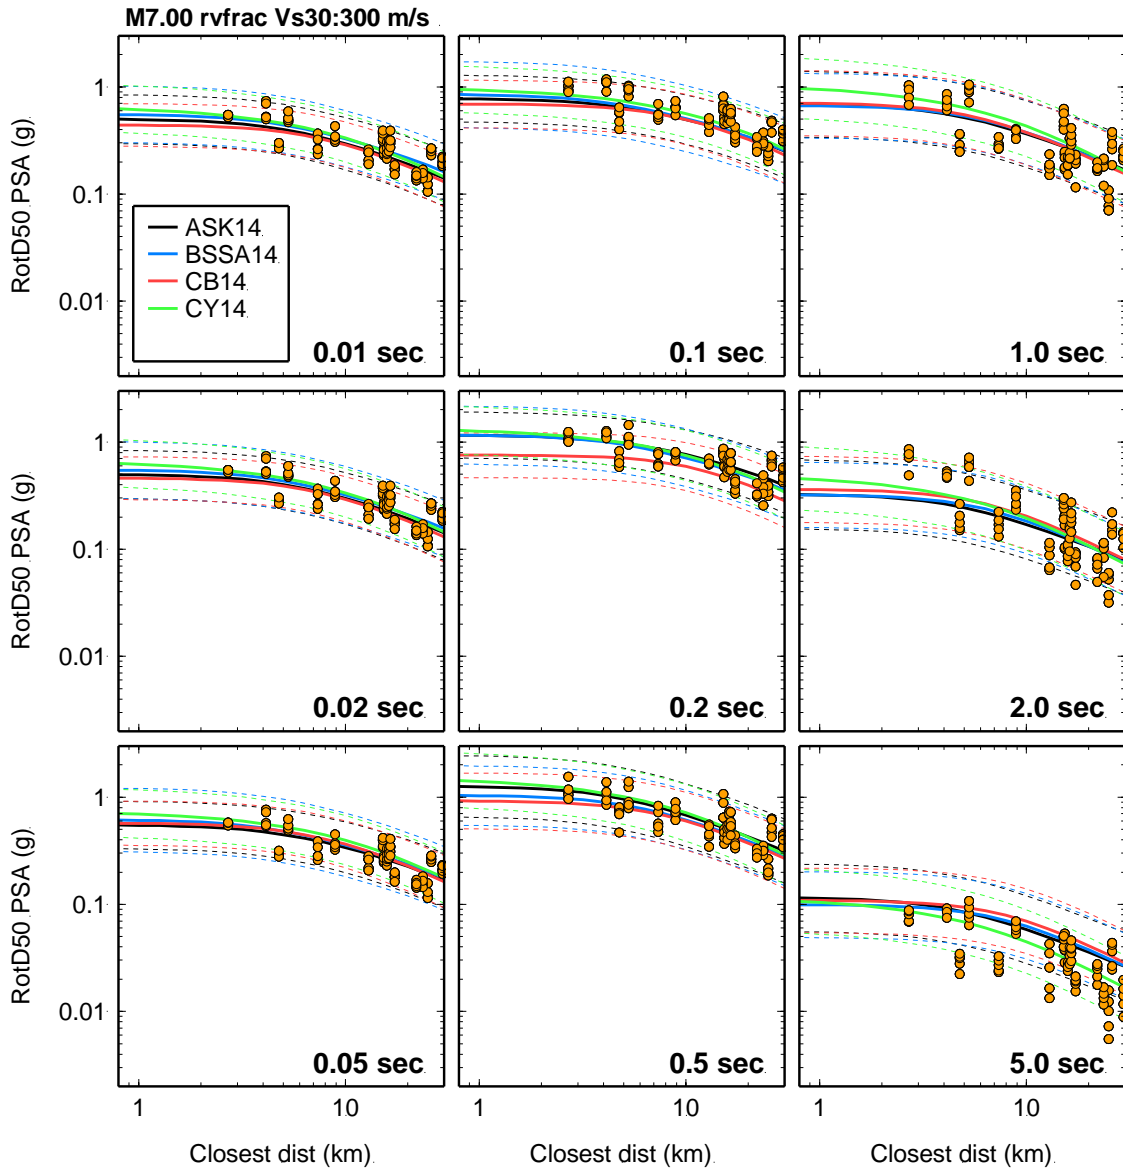 M7.00 rvfrac Vs30:300 m/s
RotD50 PSA (g)
1
0.1
0.01
ASK14
BSSA14
CB14
CY14
0.01 sec
0.1 sec
1.0 sec
RotD50 PSA (g)
1
0.1
0.01
0.02 sec
0.2 sec
2.0 sec
RotD50 PSA (g)
1
0.1
0.01
0.05 sec
0.5 sec
5.0 sec
1 10 1 10 1 10
Closest dist (km) Closest dist (km) Closest dist (km)